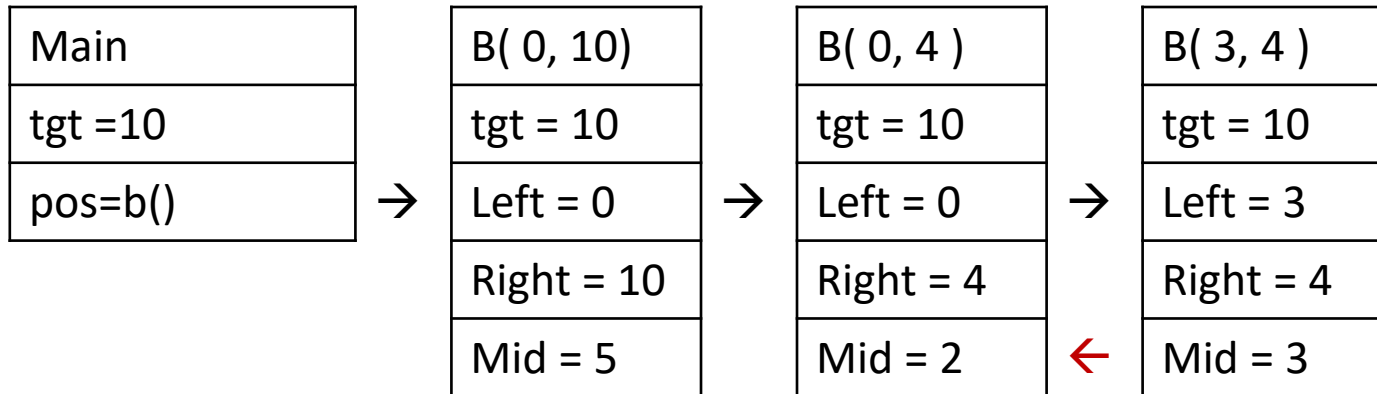 Main
tgt =10
pos=b()
→
B( 0, 10)
tgt = 10
Left = 0
Right = 10
Mid = 5
→
B( 0, 4 )
tgt = 10
Left = 0
Right = 4
Mid = 2
→
←
B( 3, 4 )
tgt = 10
Left = 3
Right = 4
Mid = 3